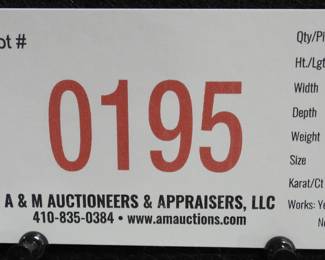 ot #
0195
A & M AUCTIONEERS & APPRAISERS, LLC
410-835-0384 • www.amauctions.com
Qty/Pi
Ht./Lgt
Width
Depth
Weight
Size
Karat/Ct
Works: Ye
N